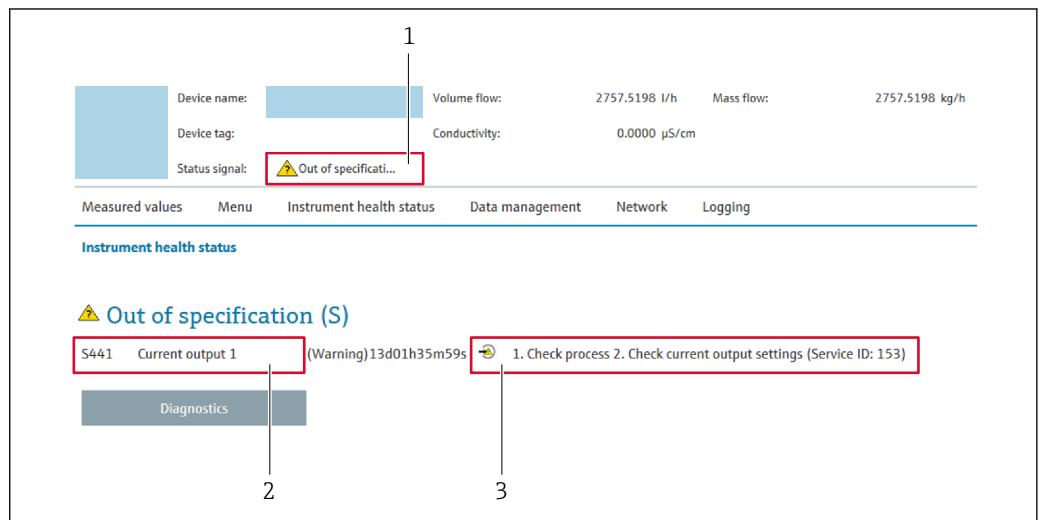 1
Device name: Volume flow: 2757.5198 l/h Mass flow: 2757.5198 kg/h
Device tag: Conductivity: 0.0000 µS/cm
Status signal: Out of specificati...
Measured values Menu Instrument health status Data management Network Logging
Instrument health status
Out of specification (S)
S441 Current output 1 (Warning)13d01h35m59s 1. Check process 2. Check current output settings (Service ID: 153)
Diagnostics
2 3